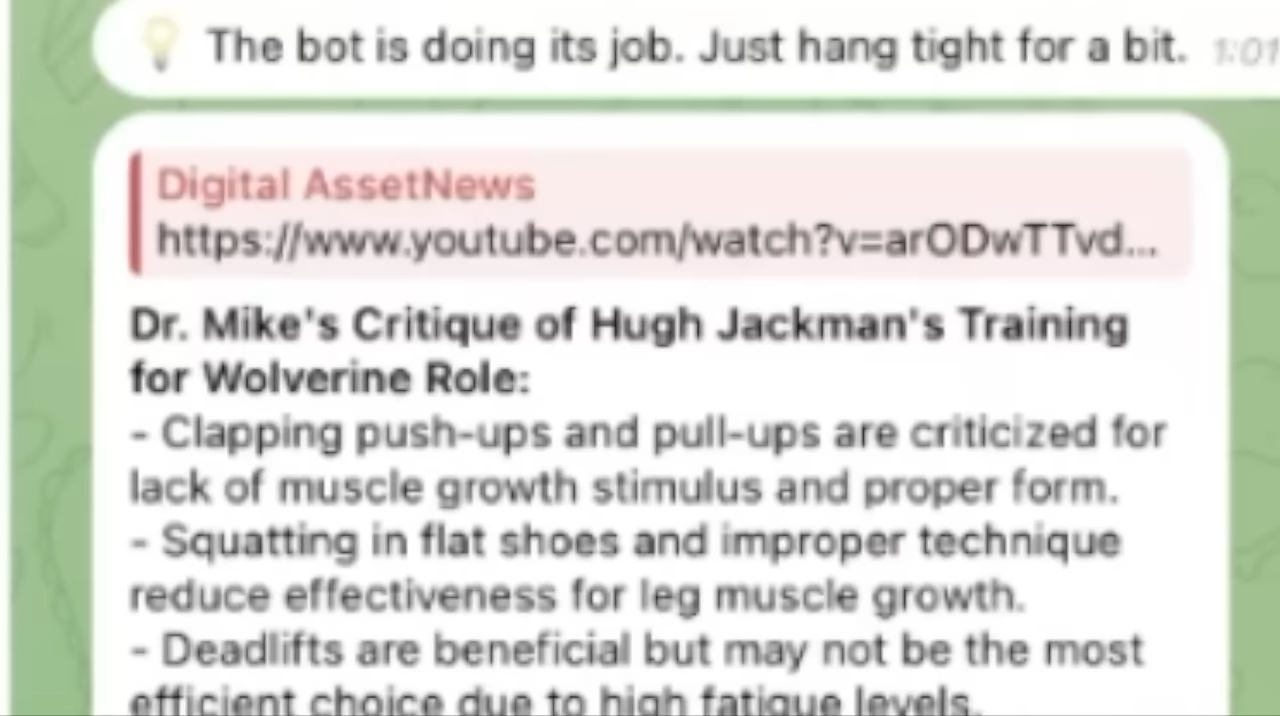 The bot is doing its job. Just hang tight for a bit. 1:01
Digital AssetNews
https://www.youtube.com/watch?v=arODwTTvd...
Dr. Mike's Critique of Hugh Jackman's Training
for Wolverine Role:
- Clapping push-ups and pull-ups are criticized for
lack of muscle growth stimulus and proper form.
- Squatting in flat shoes and improper technique
reduce effectiveness for leg muscle growth.
- Deadlifts are beneficial but may not be the most
efficient choice due to high fatigue levels.